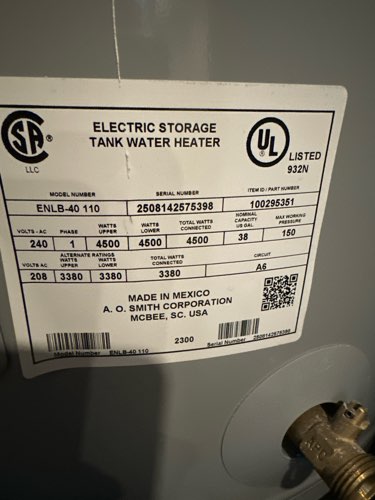 CSA
®
LLC
ELECTRIC STORAGE
TANK WATER HEATER
UL
®
LISTED
932N
MODEL NUMBER SERIAL NUMBER ITEM ID / PART NUMBER
ENLB-40 110 2508142575398 100295351
VOLTS - AC PHASE WATTS UPPER WATTS LOWER TOTAL WATTS CONNECTED NOMINAL CAPACITY US GAL. MAX WORKING PRESSURE
240 1 4500 4500 4500 38 150
ALTERNATE RATINGS
VOLTS - AC WATTS UPPER WATTS LOWER TOTAL WATTS CONNECTED CIRCUIT
208 3380 3380 3380 A6
MADE IN MEXICO
A. O. SMITH CORPORATION
MCBEE, SC. USA
2300
Model Number ENLB-40 110
Serial Number 2508142575398